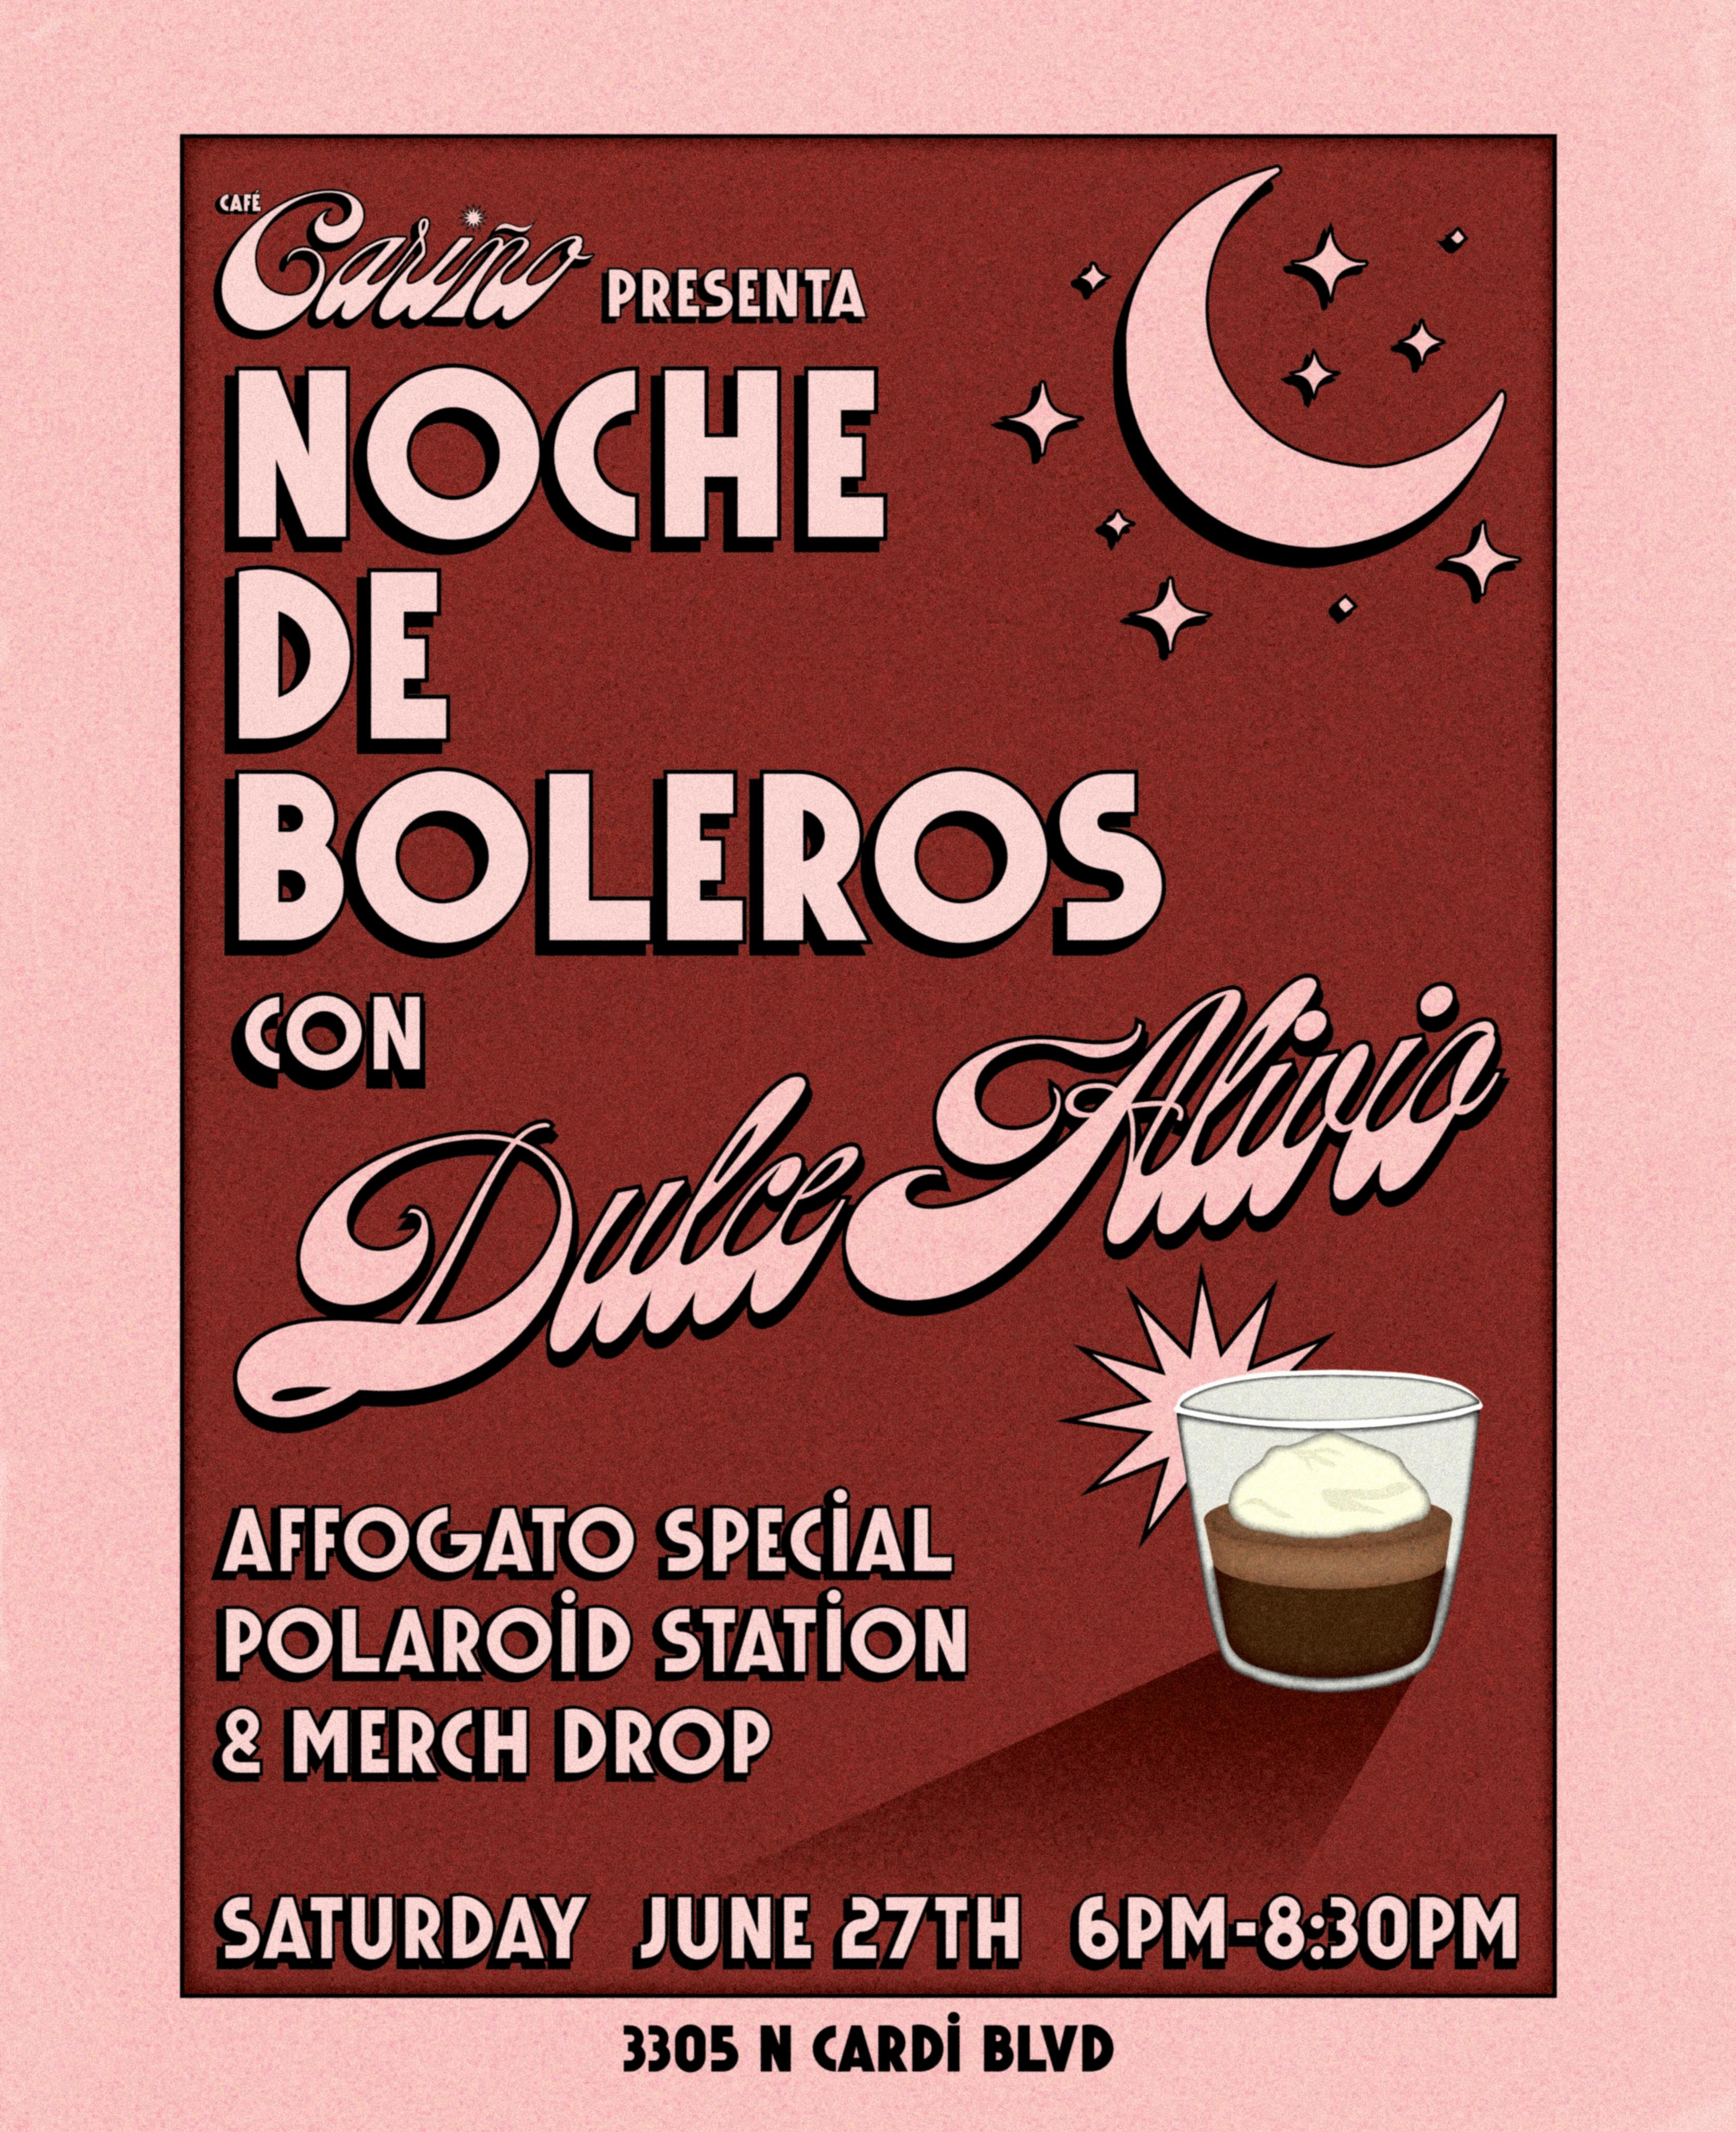 CAFÉ
Cariño PRESENTA
NOCHE
DE
BOLEROS
CON
Dulce Alivio
AFFOGATO SPECIAL
POLAROID STATION
& MERCH DROP
SATURDAY JUNE 27TH 6PM-8:30PM
3305 N CARDI BLVD